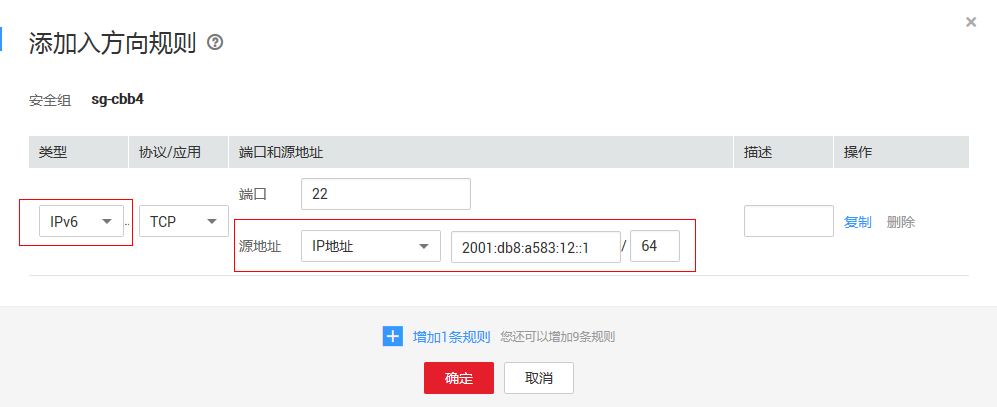 添加入方向规则 ?
安全组 sg-cbb4
类型 协议/应用 端口和源地址 描述 操作
端口 22
IPv6 .. TCP 复制 删除
源地址 IP地址 2001:db8:a583:12::1 / 64
增加1条规则 您还可以增加9条规则
确定 取消